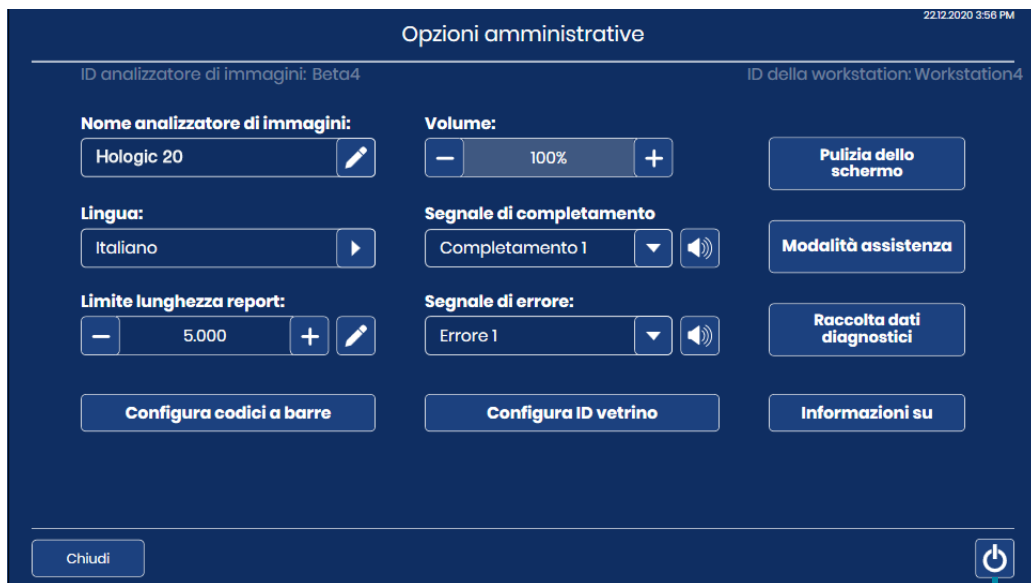 22.12.2020 3:56 PM
Opzioni amministrative
ID analizzatore di immagini: Beta4
ID della workstation: Workstation4
Nome analizzatore di immagini:
Hologic 20
Volume:
100%
Pulizia dello
schermo
Lingua:
Italiano
Segnale di completamento
Completamento 1
Modalità assistenza
Limite lunghezza report:
5.000
Segnale di errore:
Errore 1
Raccolta dati
diagnostici
Configura codici a barre
Configura ID vetrino
Informazioni su
Chiudi